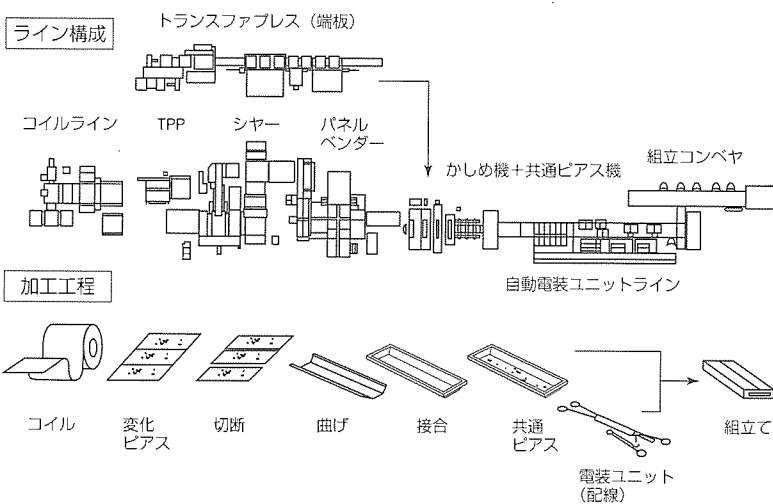 ライン構成
トランスファプレス（端板）
コイルライン
TPP
シヤー
パネル
ベンダー
かしめ機＋共通ピアス機
組立コンベヤ
自動電装ユニットライン
加工工程
コイル
変化
ピアス
切断
曲げ
接合
共通
ピアス
電装ユニット
（配線）
組立て